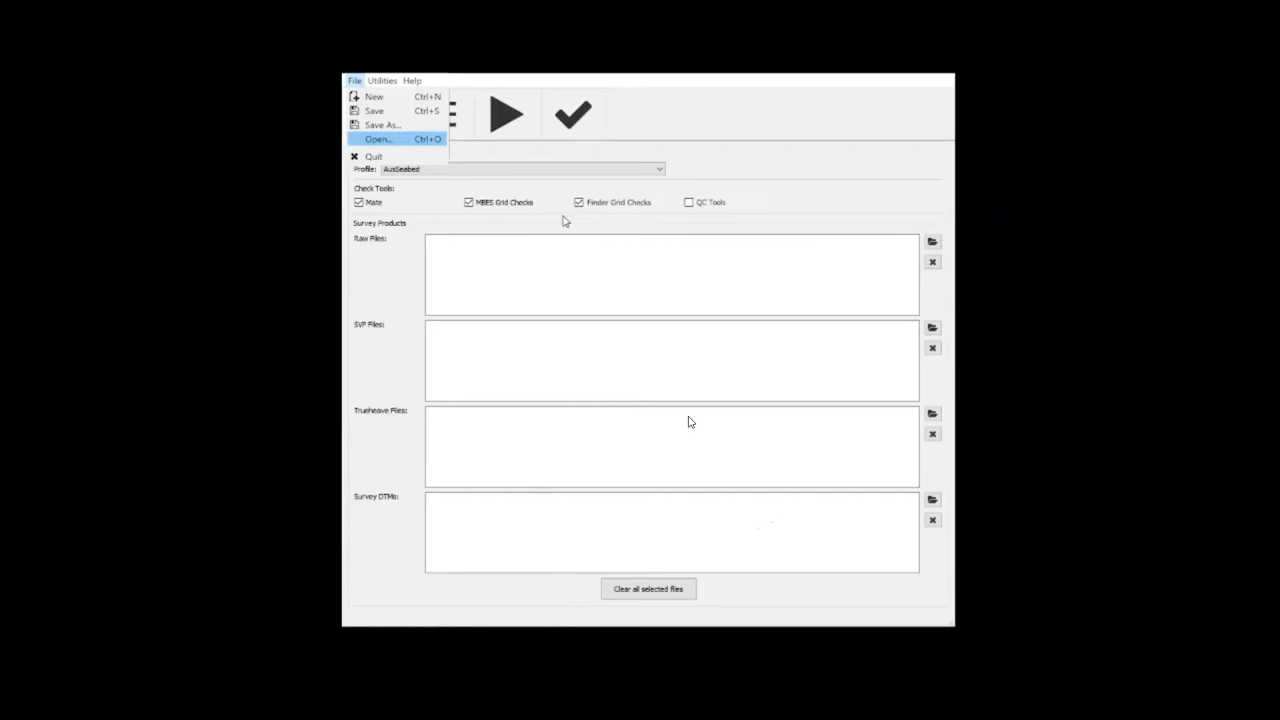 File Utilities Help
New Ctrl+N
Save Ctrl+S
Save As...
Open... Ctrl+O
Quit
Profile: AusSeabed
Check Tools:
Mate MBES Grid Checks Finder Grid Checks QC Tools
Survey Products
Raw Files:
SVP Files:
Trueheave Files:
Survey DTMs:
Clear all selected files